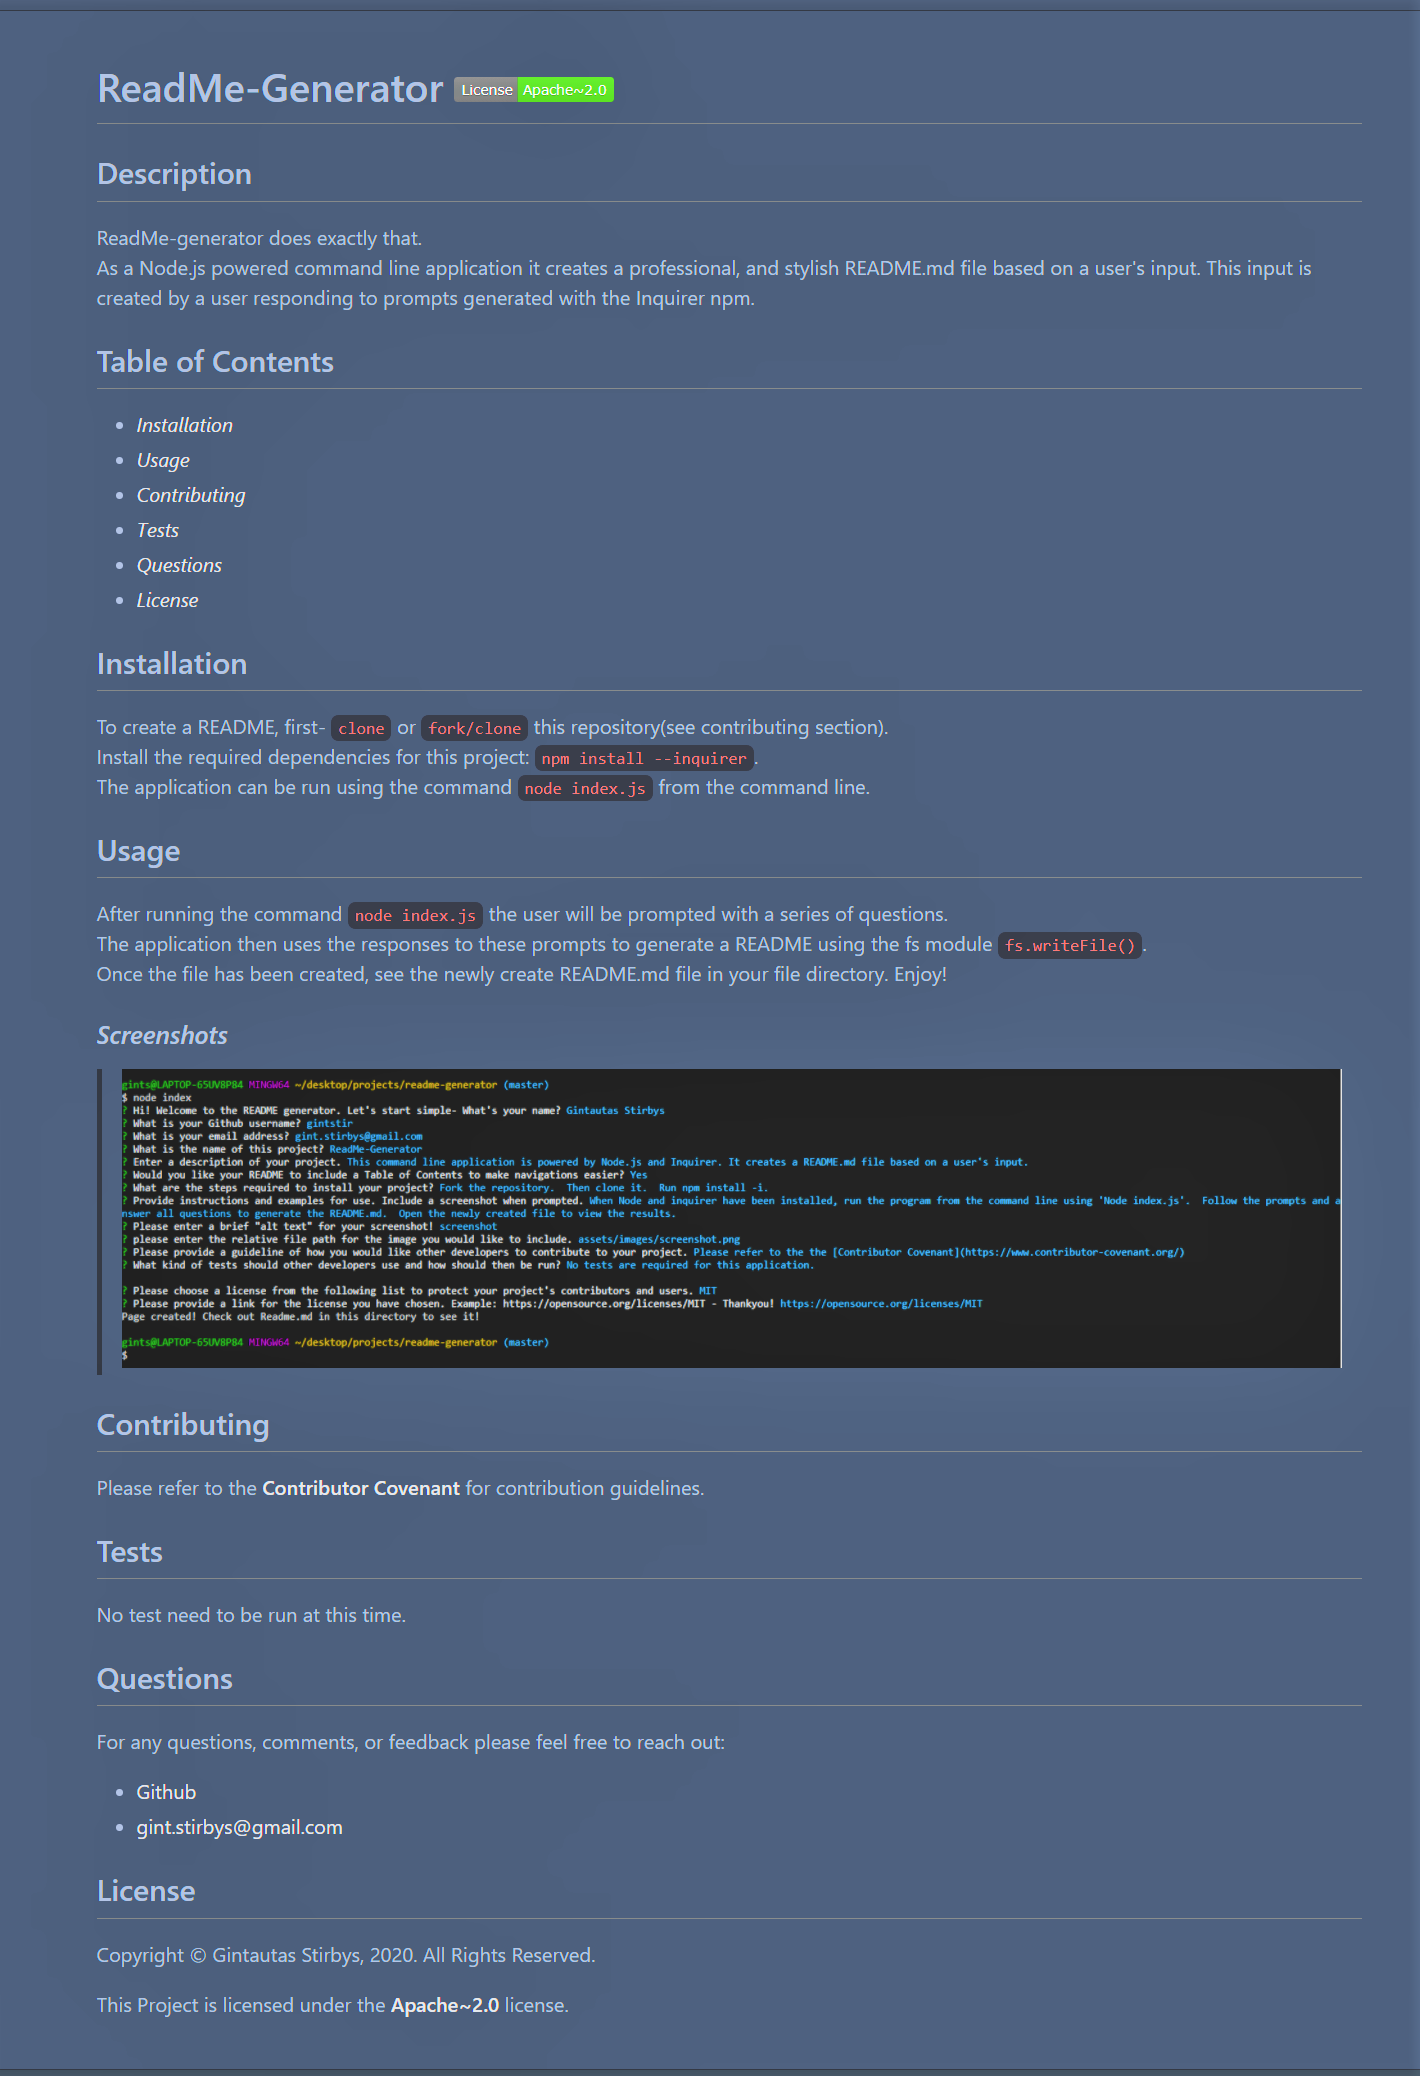 ReadMe-Generator License Apache~2.0
Description
ReadMe-generator does exactly that.
As a Node.js powered command line application it creates a professional, and stylish README.md file based on a user's input. This input is
created by a user responding to prompts generated with the Inquirer npm.
Table of Contents
• Installation
• Usage
• Contributing
• Tests
• Questions
• License
Installation
To create a README, first- clone or fork/clone this repository(see contributing section).
Install the required dependencies for this project: npm install --inquirer.
The application can be run using the command node index.js from the command line.
Usage
After running the command node index.js the user will be prompted with a series of questions.
The application then uses the responses to these prompts to generate a README using the fs module fs.writeFile().
Once the file has been created, see the newly create README.md file in your file directory. Enjoy!
Screenshots
gints@LAPTOP-65UV8P84 MINGW64 ~/desktop/projects/readme-generator (master)
$ node index
? Hi! Welcome to the README generator. Let's start simple- What's your name? Gintautas Stirbys
? What is your Github username? gintstir
? What is your email address? gint.stirbys@gmail.com
? What is the name of this project? ReadMe-Generator
? Enter a description of your project. This command line application is powered by Node.js and Inquirer. It creates a README.md file based on a user's input.
? Would you like your README to include a Table of Contents to make navigations easier? Yes
? What are the steps required to install your project? Fork the repository.  Then clone it.  Run npm install -i.
? Provide instructions and examples for use. Include a screenshot when prompted. When Node and inquirer have been installed, run the program from the command line using 'Node index.js'.  Follow the prompts and a
nswer all questions to generate the README.md.  Open the newly created file to view the results.
? Please enter a brief "alt text" for your screenshot! screenshot
? please enter the relative file path for the image you would like to include. assets/images/screenshot.png
? Please provide a guideline of how you would like other developers to contribute to your project. Please refer to the the [Contributor Covenant](https://www.contributor-covenant.org/)
? What kind of tests should other developers use and how should then be run? No tests are required for this application.
? Please choose a license from the following list to protect your project's contributors and users. MIT
? Please provide a link for the license you have chosen. Example: https://opensource.org/licenses/MIT - Thankyou! https://opensource.org/licenses/MIT
Page created! Check out Readme.md in this directory to see it!
gints@LAPTOP-65UV8P84 MINGW64 ~/desktop/projects/readme-generator (master)
$
Contributing
Please refer to the Contributor Covenant for contribution guidelines.
Tests
No test need to be run at this time.
Questions
For any questions, comments, or feedback please feel free to reach out:
• Github
• gint.stirbys@gmail.com
License
Copyright © Gintautas Stirbys, 2020. All Rights Reserved.
This Project is licensed under the Apache~2.0 license.